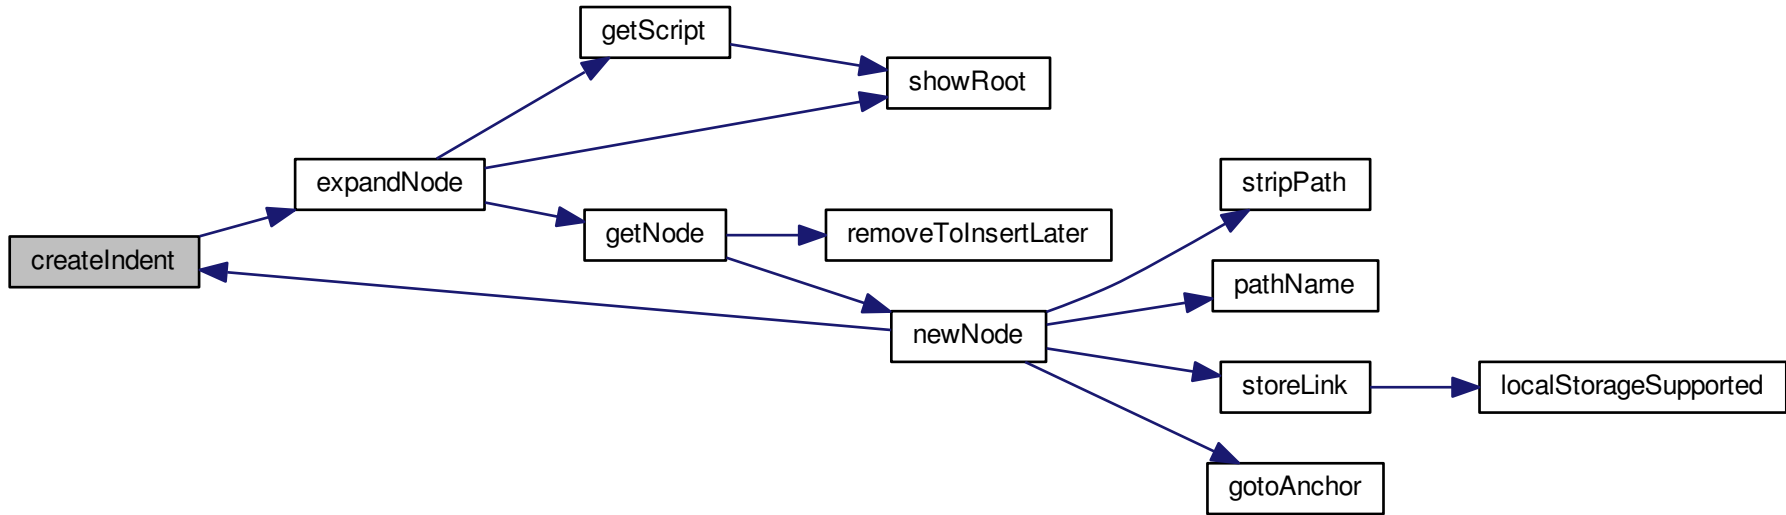 getScript
showRoot
expandNode
stripPath
getNode
removeToInsertLater
createIndent
pathName
newNode
storeLink
localStorageSupported
gotoAnchor